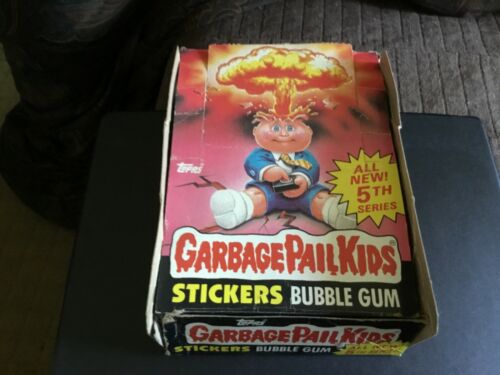 Topps
ALL
NEW!
5TH
SERIES
GARBAGE PAIL KIDS
STICKERS BUBBLE GUM
Topps
GARBAGE PAIL KIDS
STICKERS BUBBLE GUM